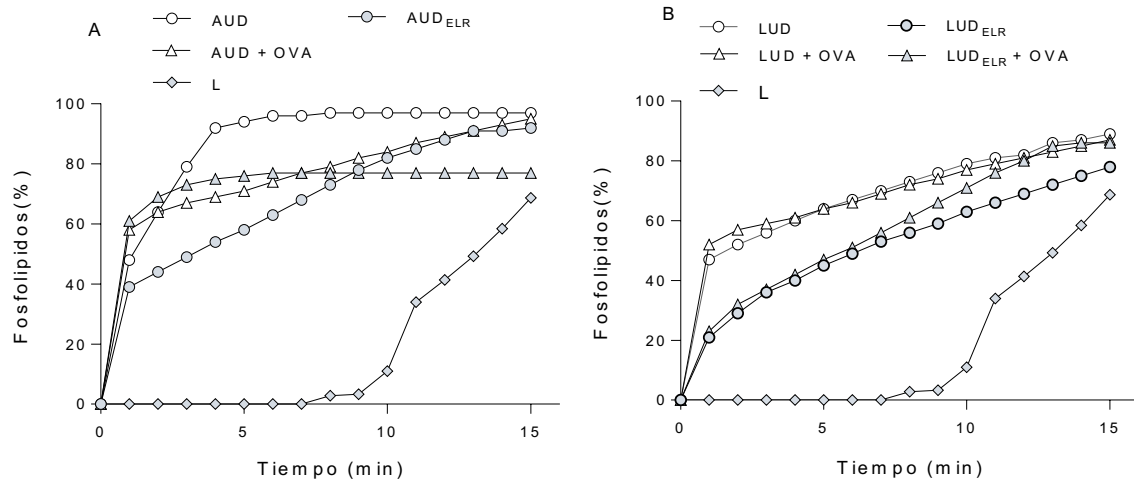 A
AUD
AUD_ELR
AUD + OVA
L
100
80
60
40
20
0
Fosfolipidos(%)
0
5
10
15
Tiempo (min)
B
LUD
LUD_ELR
LUD + OVA
LUD_ELR + OVA
L
100
80
60
40
20
0
Fosfolipidos(%)
0
5
10
15
Tiempo (min)